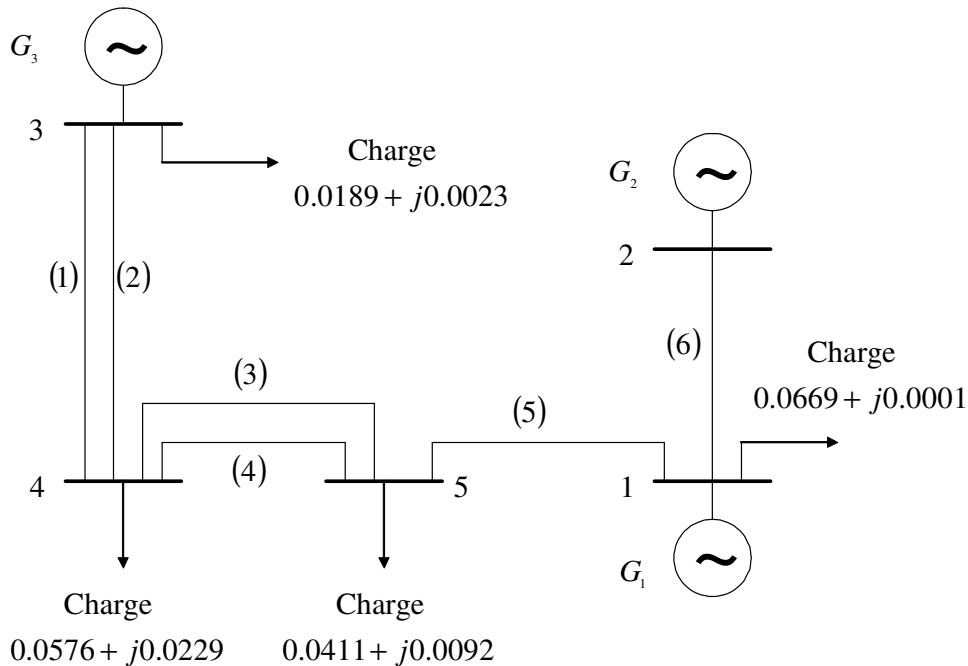 G₃
3
Charge
0.0189 + j0.0023
G₂
2
(1)
(2)
(6)
Charge
0.0669 + j0.0001
(3)
(5)
(4)
4
5
1
G₁
Charge
0.0576 + j0.0229
Charge
0.0411 + j0.0092